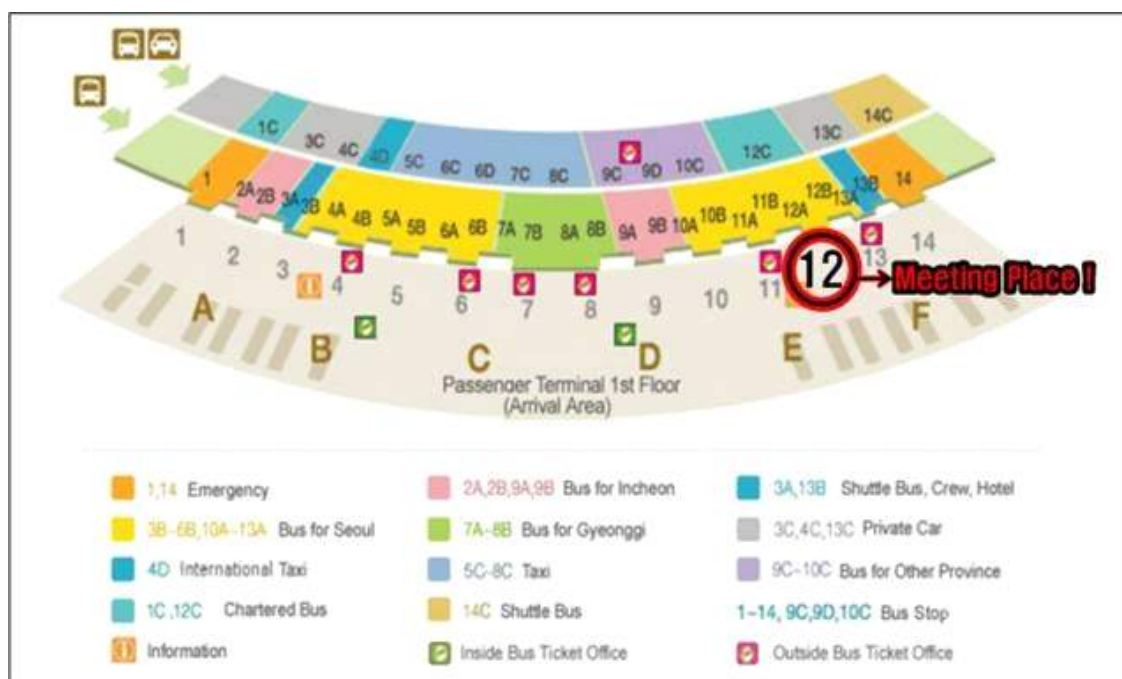 1C
3C
4C
4D
5C
6C
6D
7C
8C
9C
9D
10C
12C
13C
14C
1
2A
2B
3A
3B
4A
4B
5A
5B
6A
6B
7A
7B
8A
8B
9A
9B
10A
10B
11A
11B
12A
12B
13A
13B
14
1
2
3
4
5
6
7
8
9
10
11
12
Meeting Place !
13
14
A
B
C
D
E
F
Passenger Terminal 1st Floor
(Arrival Area)
1,14 Emergency
2A,2B,9A,9B Bus for Incheon
3A,13B Shuttle Bus, Crew, Hotel
3B~6B,10A~13A Bus for Seoul
7A~8B Bus for Gyeonggi
3C,4C,13C Private Car
4D International Taxi
5C~8C Taxi
9C~10C Bus for Other Province
1C ,12C Chartered Bus
14C Shuttle Bus
1~14, 9C,9D,10C Bus Stop
Information
Inside Bus Ticket Office
Outside Bus Ticket Office